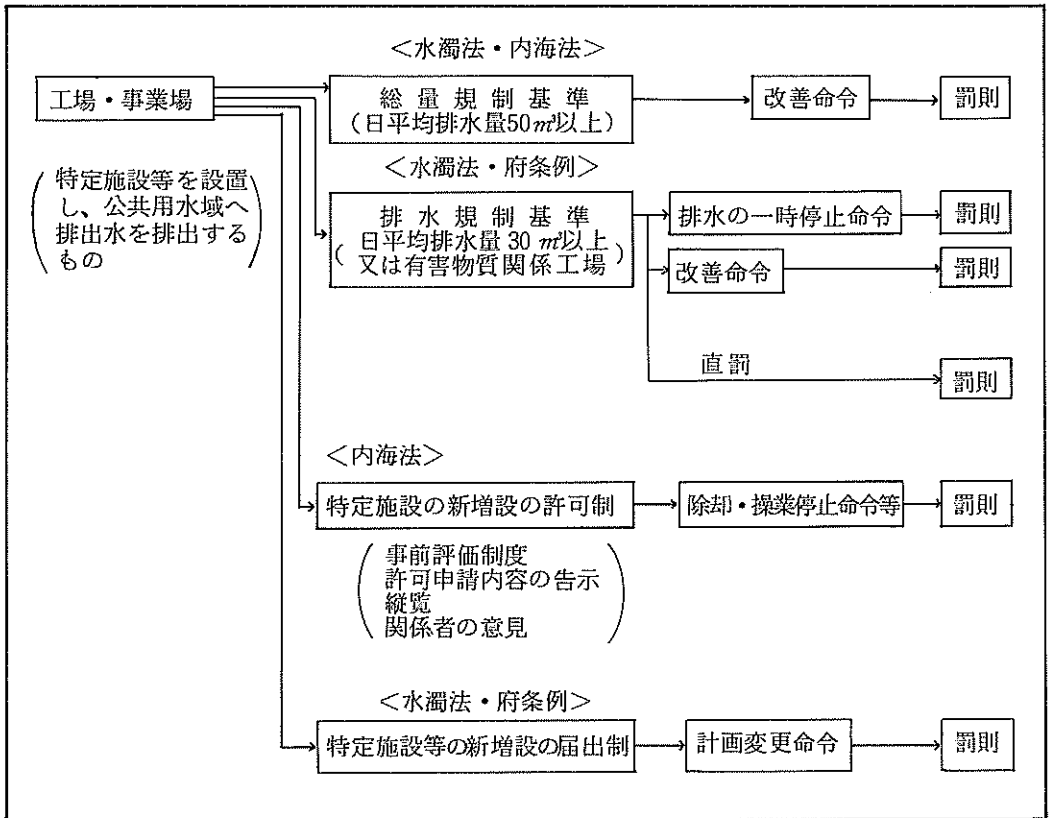 ＜水濁法・内海法＞
工場・事業場
総量規制基準
（日平均排水量50㎥以上）
改善命令
罰則
（特定施設等を設置
し、公共用水域へ
排出水を排出する
もの）
＜水濁法・府条例＞
排水規制基準
（日平均排水量30㎥以上
又は有害物質関係工場）
排水の一時停止命令
罰則
改善命令
罰則
直罰
罰則
＜内海法＞
特定施設の新増設の許可制
除却・操業停止命令等
罰則
（事前評価制度
許可申請内容の告示
縦覧
関係者の意見）
＜水濁法・府条例＞
特定施設等の新増設の届出制
計画変更命令
罰則